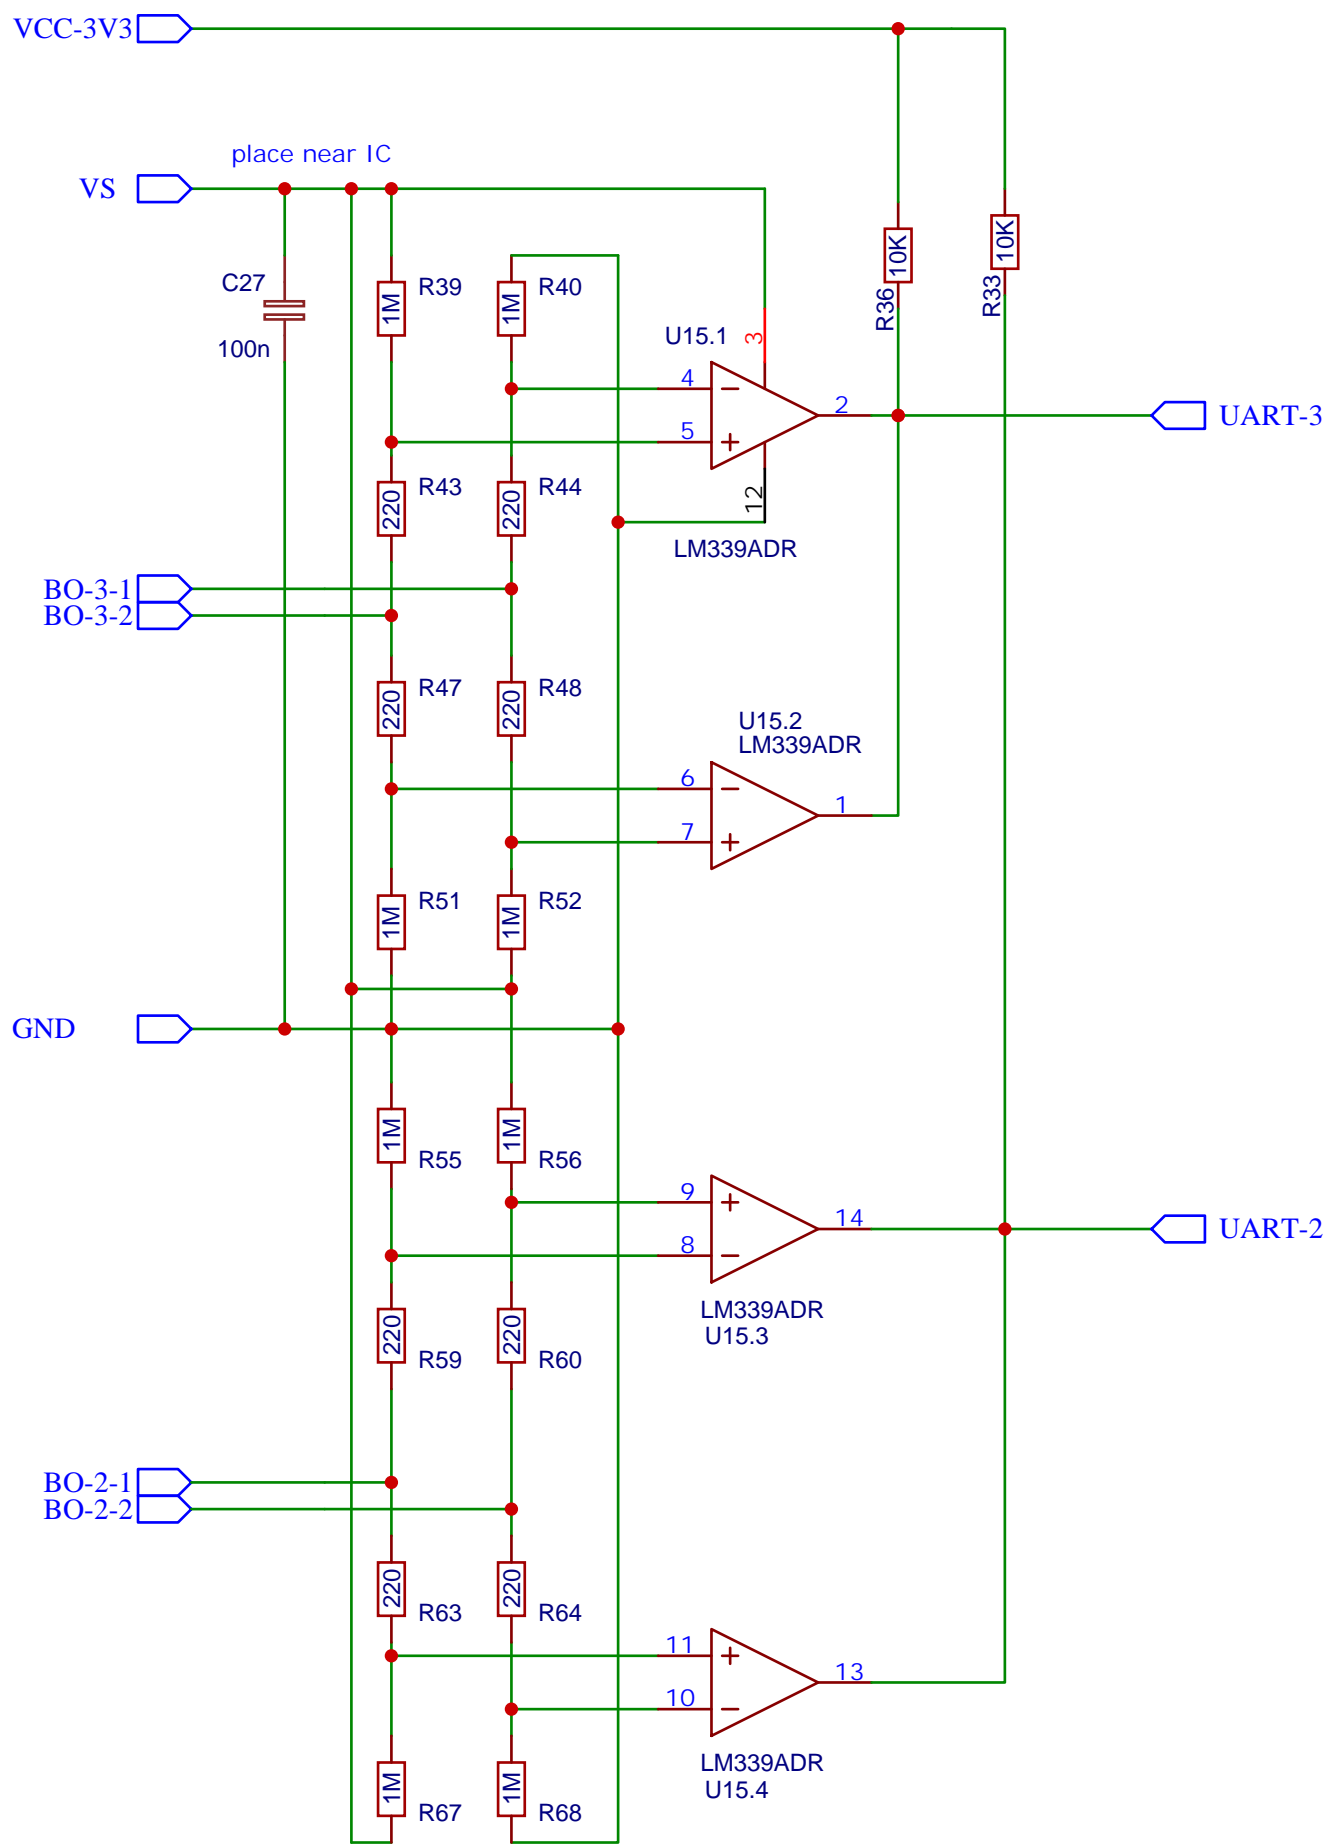 VCC-3V3
place near IC
VS
C27
100n
R39
1M
R40
1M
U15.1
3
4
5
2
12
LM339ADR
R36
10K
R33
10K
UART-3
R43
220
R44
220
BO-3-1
BO-3-2
R47
220
R48
220
U15.2
LM339ADR
6
7
1
R51
1M
R52
1M
GND
R55
1M
R56
1M
9
8
14
UART-2
LM339ADR
U15.3
R59
220
R60
220
BO-2-1
BO-2-2
R63
220
R64
220
11
10
13
LM339ADR
U15.4
R67
1M
R68
1M